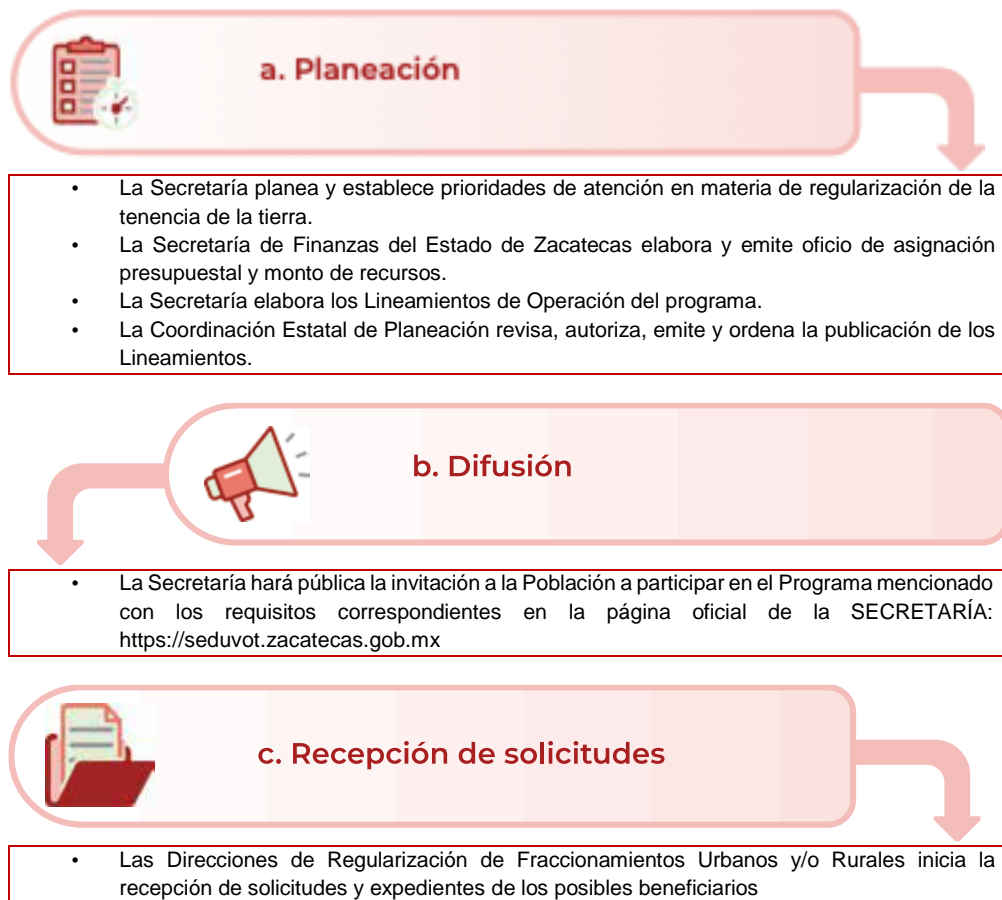 a. Planeación
• La Secretaría planea y establece prioridades de atención en materia de regularización de la
tenencia de la tierra.
• La Secretaría de Finanzas del Estado de Zacatecas elabora y emite oficio de asignación
presupuestal y monto de recursos.
• La Secretaría elabora los Lineamientos de Operación del programa.
• La Coordinación Estatal de Planeación revisa, autoriza, emite y ordena la publicación de los
Lineamientos.
b. Difusión
• La Secretaría hará pública la invitación a la Población a participar en el Programa mencionado
con los requisitos correspondientes en la página oficial de la SECRETARÍA:
https://seduvot.zacatecas.gob.mx
c. Recepción de solicitudes
• Las Direcciones de Regularización de Fraccionamientos Urbanos y/o Rurales inicia la
recepción de solicitudes y expedientes de los posibles beneficiarios